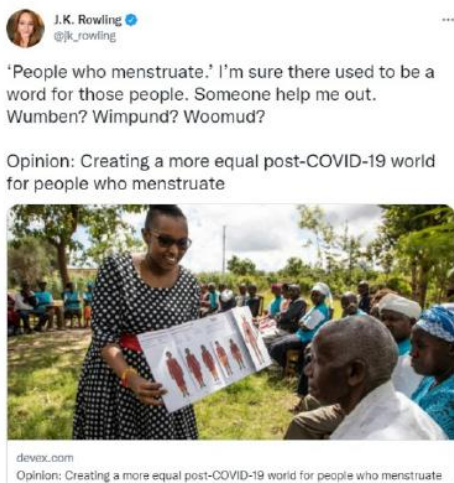 J.K. Rowling
@jk_rowling
‘People who menstruate.’ I’m sure there used to be a
word for those people. Someone help me out.
Wumben? Wimpund? Woomud?
Opinion: Creating a more equal post-COVID-19 world
for people who menstruate
devex.com
Opinion: Creating a more equal post-COVID-19 world for people who menstruate